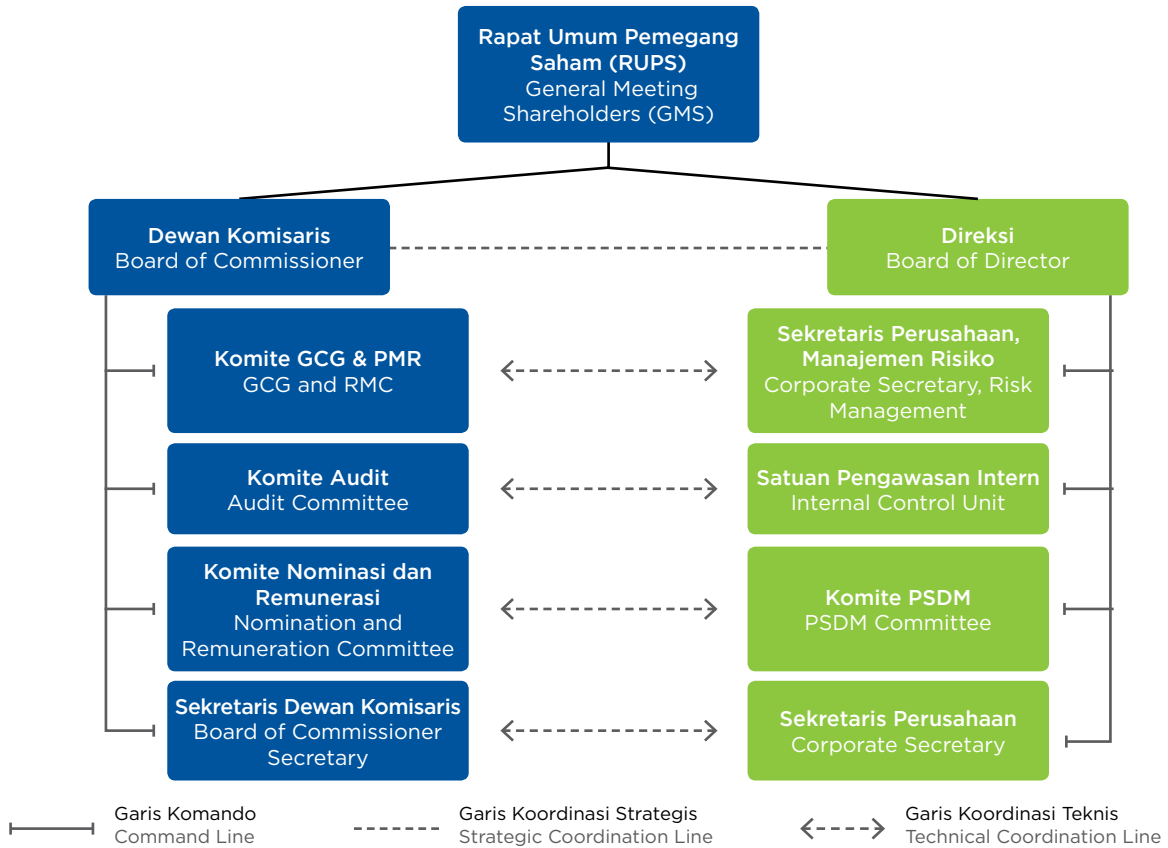 Rapat Umum Pemegang
Saham (RUPS)
General Meeting
Shareholders (GMS)
Dewan Komisaris
Board of Commissioner
Direksi
Board of Director
Komite GCG & PMR
GCG and RMC
Sekretaris Perusahaan,
Manajemen Risiko
Corporate Secretary, Risk
Management
Komite Audit
Audit Committee
Satuan Pengawasan Intern
Internal Control Unit
Komite Nominasi dan
Remunerasi
Nomination and
Remuneration Committee
Komite PSDM
PSDM Committee
Sekretaris Dewan Komisaris
Board of Commissioner
Secretary
Sekretaris Perusahaan
Corporate Secretary
Garis Komando
Command Line
Garis Koordinasi Strategis
Strategic Coordination Line
Garis Koordinasi Teknis
Technical Coordination Line